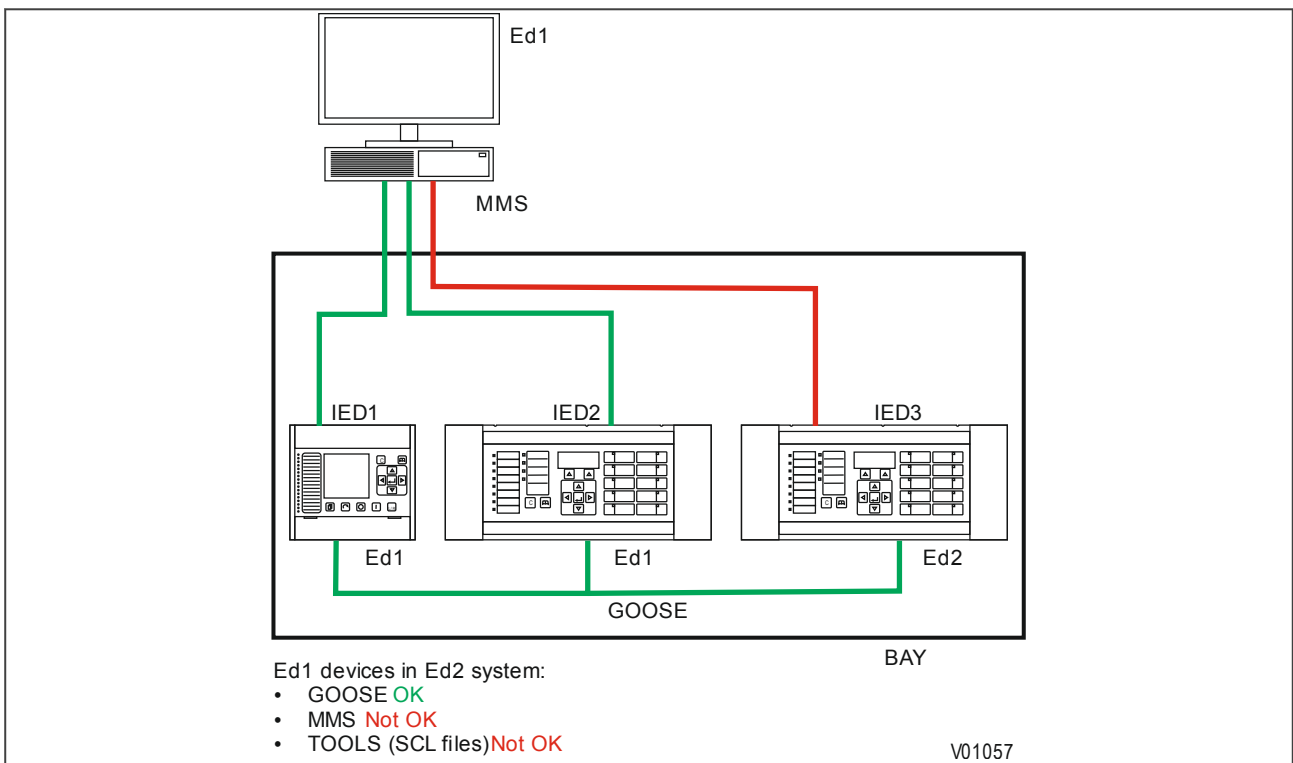 Ed1
MMS
IED1 IED2 IED3
Ed1 Ed1 Ed2
GOOSE
BAY
Ed1 devices in Ed2 system:
• GOOSE OK
• MMS Not OK
• TOOLS (SCL files)Not OK
V01057